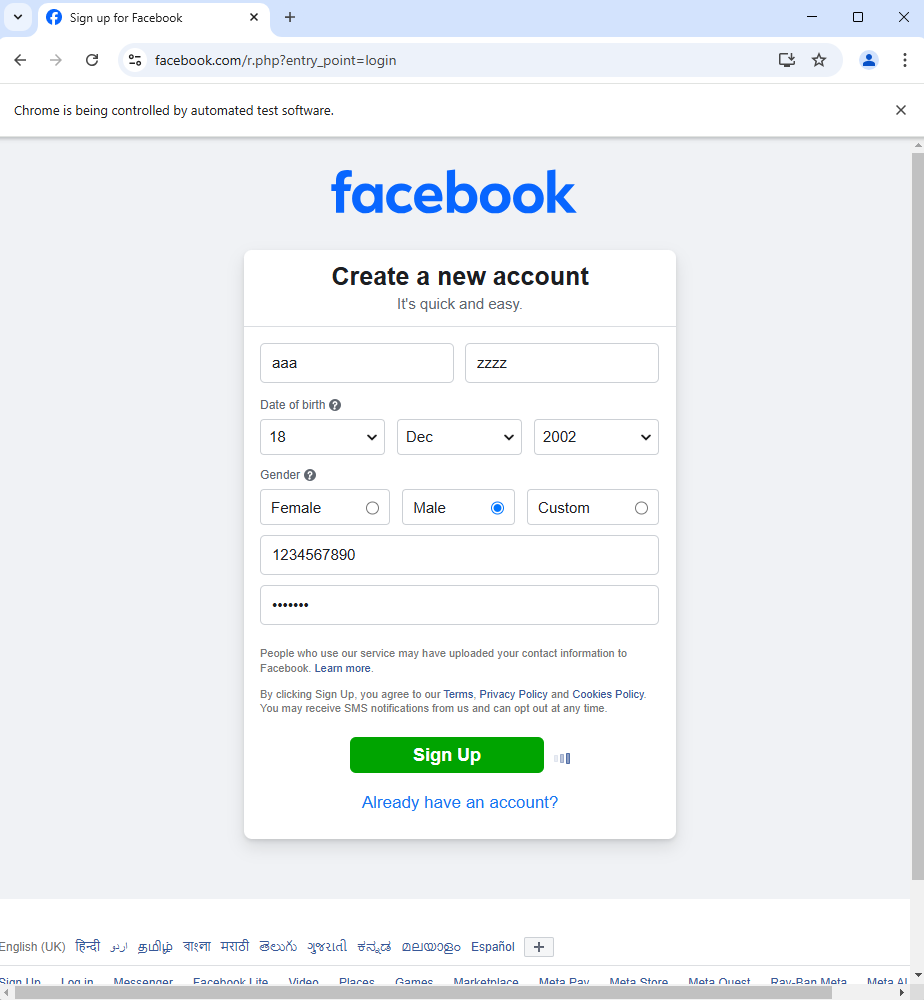 Sign up for Facebook
facebook.com/r.php?entry_point=login
Chrome is being controlled by automated test software.
facebook
Create a new account
It's quick and easy.
aaa zzzz
Date of birth ?
18 Dec 2002
Gender ?
Female Male Custom
1234567890
•••••••
People who use our service may have uploaded your contact information to
Facebook. Learn more.
By clicking Sign Up, you agree to our Terms, Privacy Policy and Cookies Policy.
You may receive SMS notifications from us and can opt out at any time.
Sign Up
Already have an account?
English (UK) हिन्दी اردو தமிழ் বাংলা मराठी తెలుగు ગુજરાતી ಕನ್ನಡ മലയാളം Español +
Sign Up Log in Messenger Facebook Lite Video Places Games Marketplace Meta Pay Meta Store Meta Quest Ray-Ban Meta Meta AI